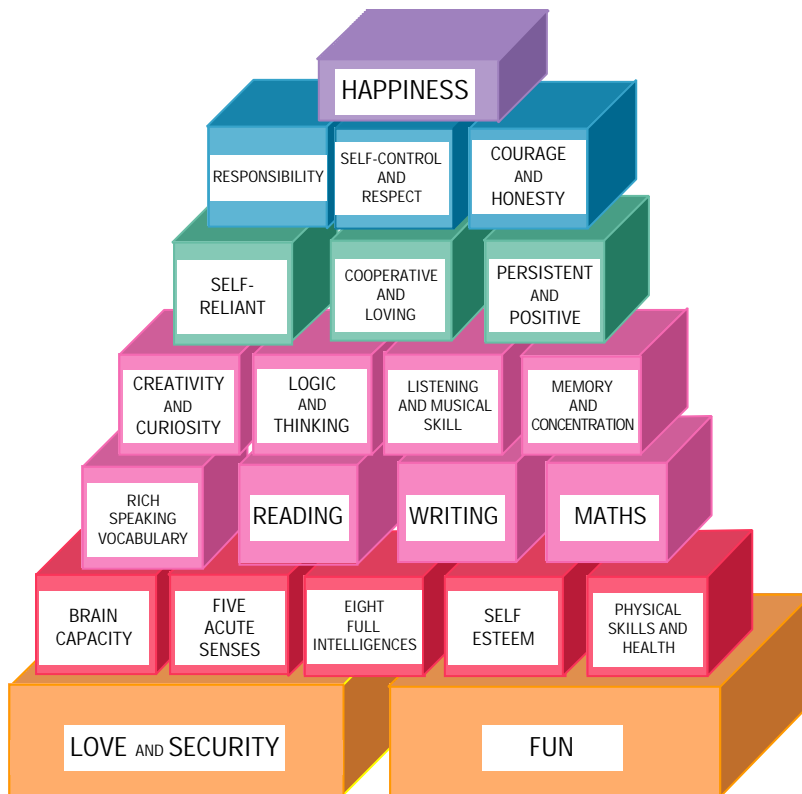 HAPPINESS
RESPONSIBILITY
SELF-CONTROL
AND
RESPECT
COURAGE
AND
HONESTY
SELF-
RELIANT
COOPERATIVE
AND
LOVING
PERSISTENT
AND
POSITIVE
CREATIVITY
AND
CURIOSITY
LOGIC
AND
THINKING
LISTENING
AND MUSICAL
SKILL
MEMORY
AND
CONCENTRATION
RICH
SPEAKING
VOCABULARY
READING
WRITING
MATHS
BRAIN
CAPACITY
FIVE
ACUTE
SENSES
EIGHT
FULL
INTELLIGENCES
SELF
ESTEEM
PHYSICAL
SKILLS AND
HEALTH
LOVE AND SECURITY
FUN